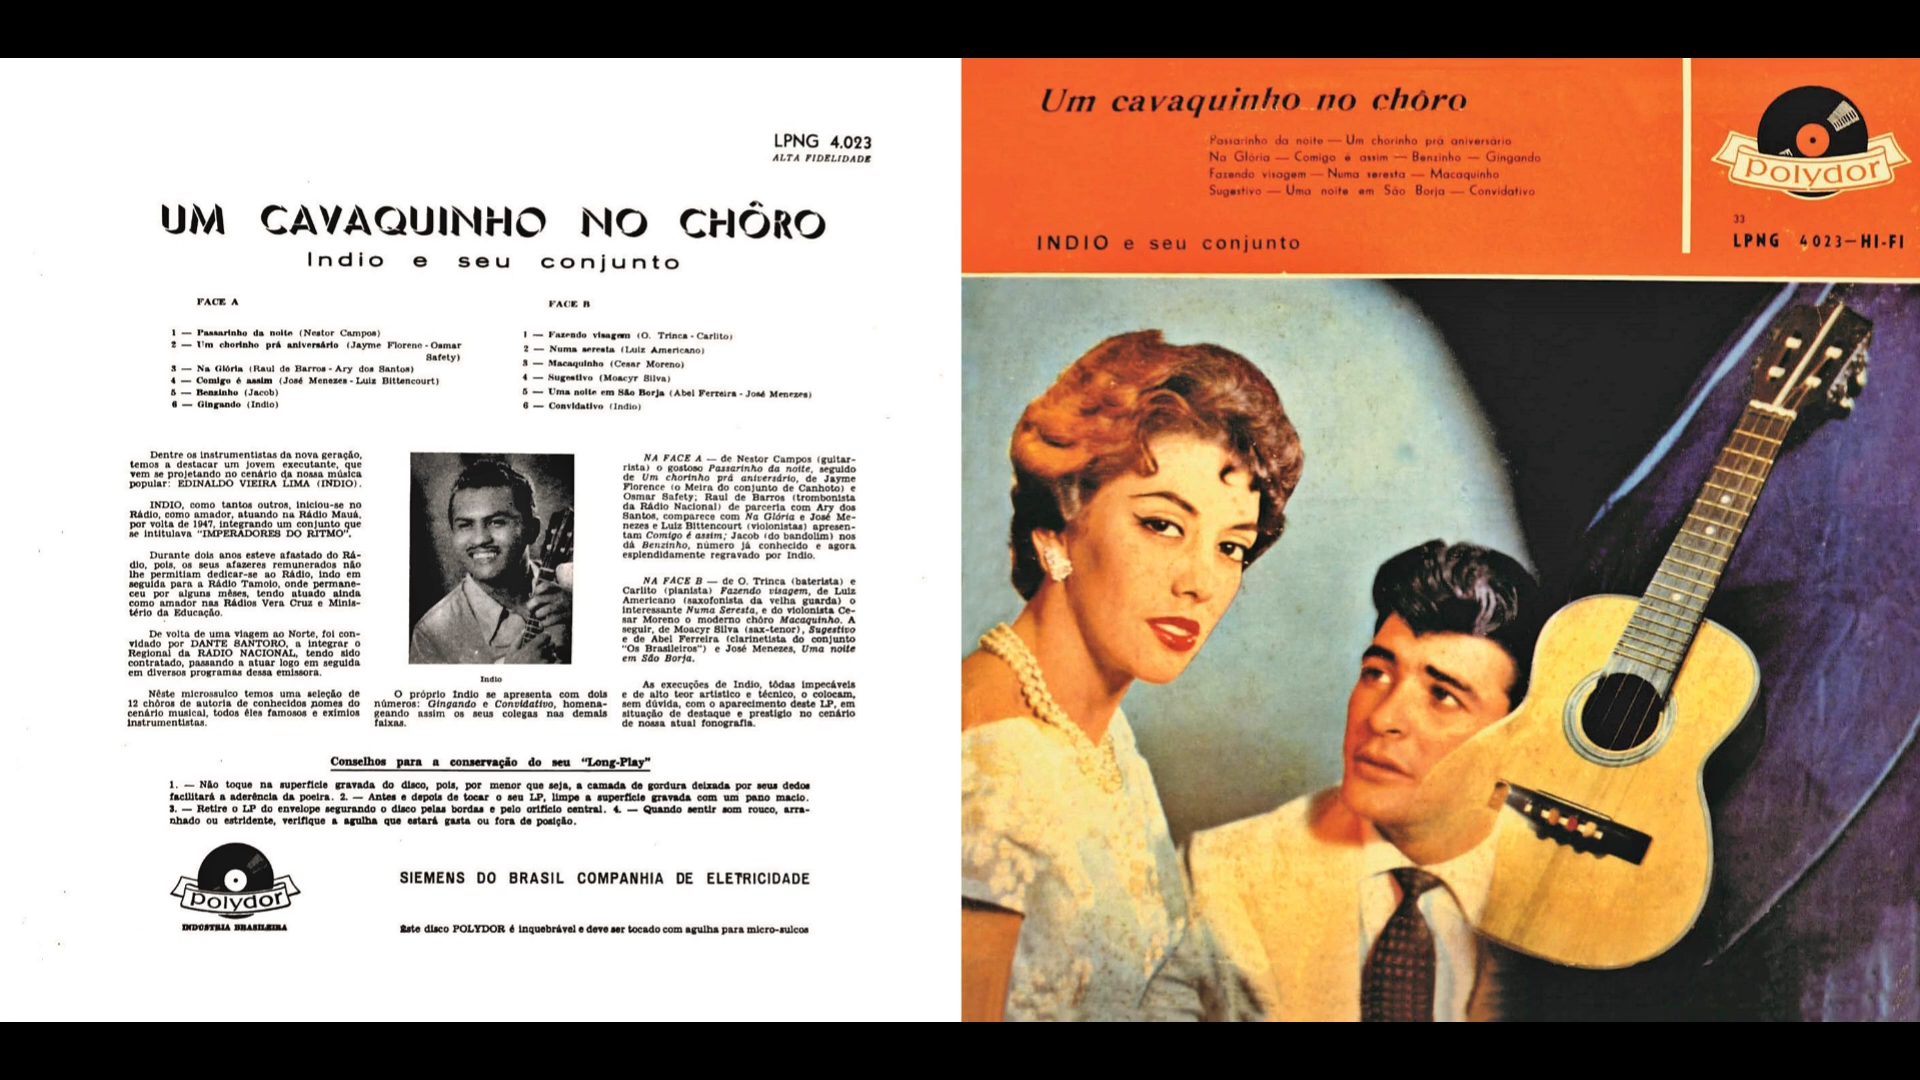 LPNG 4.023
ALTA FIDELIDADE
UM CAVAQUINHO NO CHÔRO
Indio e seu conjunto
FACE A
1 — Passarinho da noite (Nestor Campos)
2 — Um chorinho prá aniversário (Jayme Florenc - Osmar
Safety)
3 — Na Glória (Raul de Barros - Ary dos Santos)
4 — Comigo é assim (José Menezes - Luiz Bittencourt)
5 — Benzinho (Jacob)
6 — Gingando (Indio)
FACE B
1 — Fazendo visagem (O. Trinca - Carlito)
2 — Numa seresta (Luiz Americano)
3 — Macaquinho (Cesar Moreno)
4 — Sugestivo (Moacyr Silva)
5 — Uma noite em São Borja (Abel Ferreira - José Menezes)
6 — Convidativo (Indio)
Dentre os instrumentistas da nova geração,
temos a destacar um jovem executante, que
vem se projetando no cenário da nossa música
popular: EDINALDO VIEIRA LIMA (INDIO).
INDIO, como tantos outros, iniciou-se no
Rádio, como amador, atuando na Rádio Mauá,
por volta de 1947, integrando um conjunto que
se intitulava "IMPERADORES DO RITMO".
Durante dois anos esteve afastado do Rá-
dio, pois, os seus afazeres remunerados não
lhe permitiam dedicar-se ao Rádio, indo em
seguida para a Rádio Tamoio, onde permane-
ceu por alguns mêses, tendo atuado ainda
como amador nas Rádios Vera Cruz e Minis-
tério da Educação.
De volta de uma viagem ao Norte, foi con-
vidado por DANTE SANTORO, a integrar o
Regional da RÁDIO NACIONAL, tendo sido
contratado, passando a atuar logo em seguida
em diversos programas dessa emissora.
Nêste microssulco temos uma seleção de
12 chôros de autoria de conhecidos nomes do
cenário musical, todos êles famosos e exímios
instrumentistas.
Indio
O próprio Indio se apresenta com dois
números: Gingando e Convidativo, homena-
geando assim os seus colegas nas demais
faixas.
NA FACE A — de Nestor Campos (guitar-
rista) o gostoso Passarinho da noite, seguido
de Um chorinho prá aniversário, de Jayme
Florence (o Meira do conjunto de Canhoto) e
Osmar Safety; Raul de Barros (trombonista
da Rádio Nacional) de parceria com Ary dos
Santos, comparece com Na Glória e José Me-
nezes e Luiz Bittencourt (violonistas) apresen-
tam Comigo é assim; Jacob (do bandolim) nos
dá Benzinho, número já conhecido e agora
esplendidamente regravado por Indio.
NA FACE B — de O. Trinca (baterista) e
Carlito (pianista) Fazendo visagem, de Luiz
Americano (saxofonista da velha guarda) o
interessante Numa Seresta, e do violonista Ce-
sar Moreno o moderno chôro Macaquinho. A
seguir, de Moacyr Silva (sax-tenor), Sugestivo
e de Abel Ferreira (clarinetista do conjunto
"Os Brasileiros") e José Menezes, Uma noite
em São Borja.
As execuções de Indio, tôdas impecáveis
e de alto teor artístico e técnico, o colocam,
sem dúvida, com o aparecimento deste LP, em
situação de destaque e prestígio no cenário
de nossa atual fonografia.
Conselhos para a conservação do seu "Long-Play"
1. — Não toque na superfície gravada do disco, pois, por menor que seja, a camada de gordura deixada por seus dedos
facilitará a aderência da poeira. 2. — Antes e depois de tocar o seu LP, limpe a superfície gravada com um pano macio.
3. — Retire o LP do envelope segurando o disco pelas bordas e pelo orifício central. 4. — Quando sentir som rouco, arra-
nhado ou estridente, verifique a agulha que estará gasta ou fora de posição.
polydor
INDÚSTRIA BRASILEIRA
SIEMENS DO BRASIL COMPANHIA DE ELETRICIDADE
Êste disco POLYDOR é inquebrável e deve ser tocado com agulha para micro-sulcos
Um cavaquinho no chôro
Passarinho da noite — Um chorinho prá aniversário
Na Glória — Comigo é assim — Benzinho — Gingando
Fazendo visagem — Numa seresta — Macaquinho
Sugestivo — Uma noite em São Borja — Convidativo
INDIO e seu conjunto
polydor
33
LPNG 4023—HI-FI